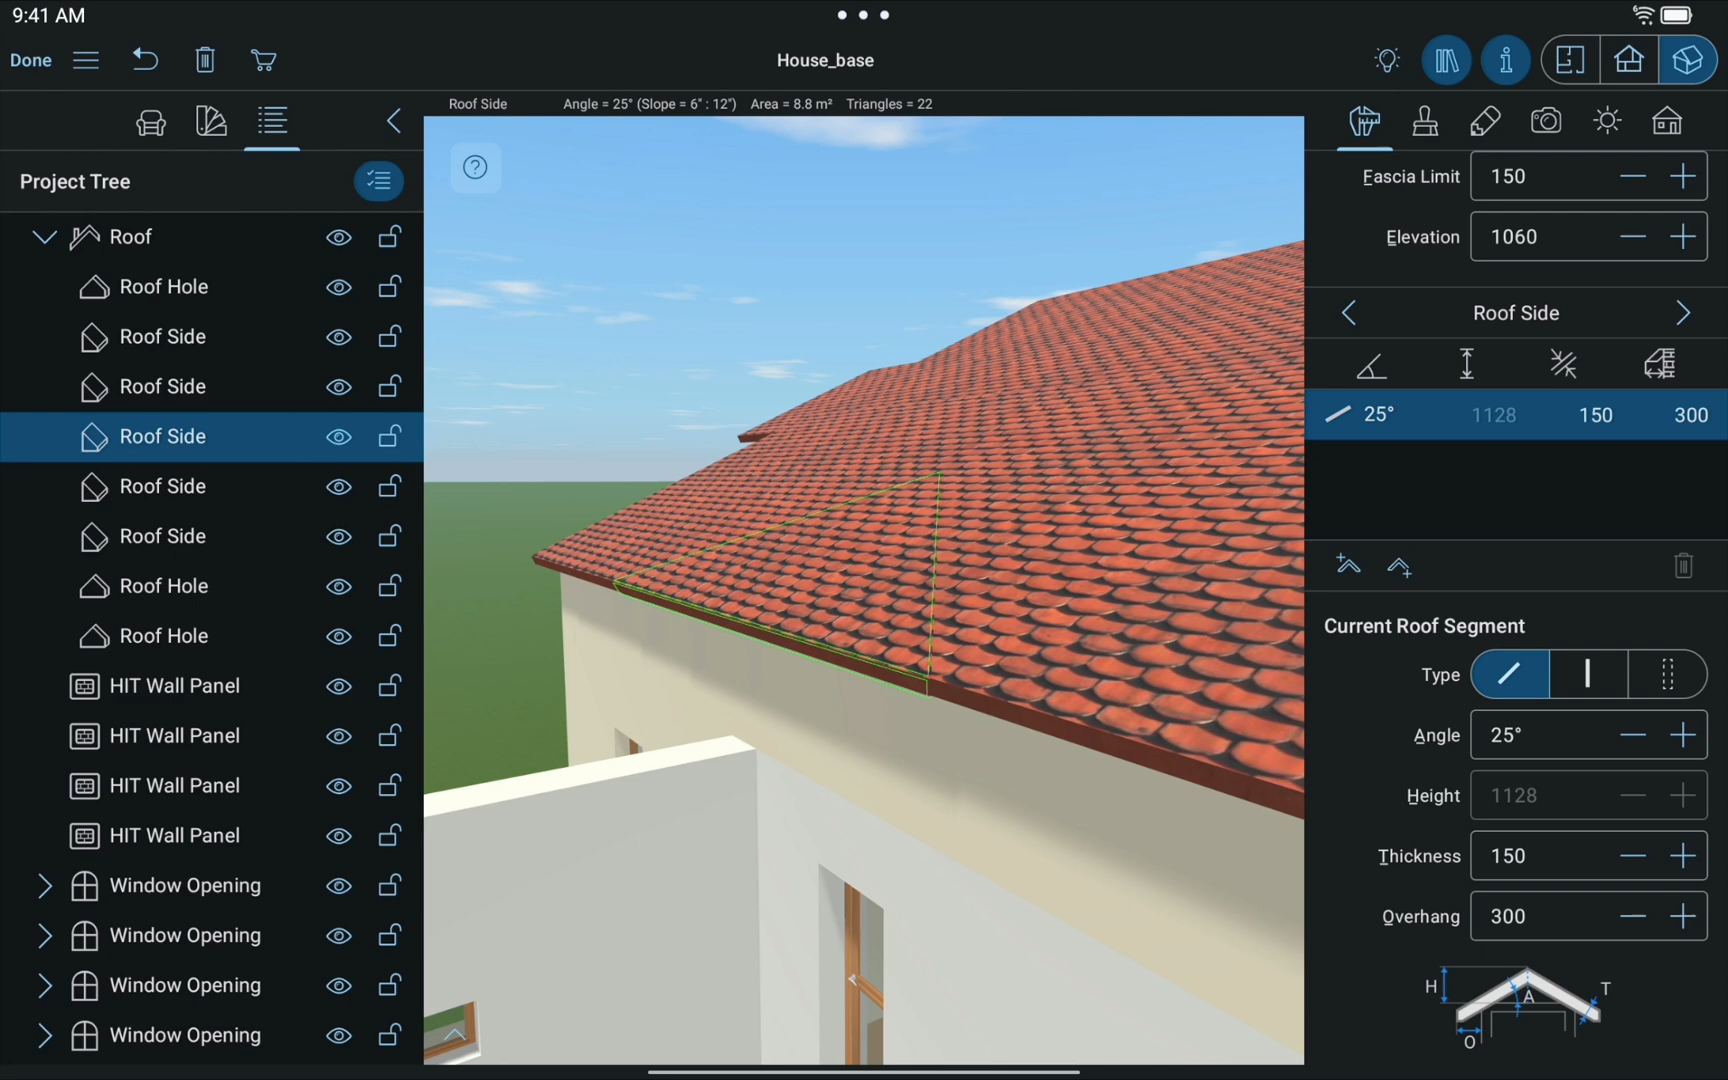 9:41 AM
Done
House_base
Project Tree
Roof
Roof Hole
Roof Side
Roof Side
Roof Side
Roof Side
Roof Side
Roof Hole
Roof Hole
HIT Wall Panel
HIT Wall Panel
HIT Wall Panel
HIT Wall Panel
Window Opening
Window Opening
Window Opening
Window Opening
Roof Side Angle = 25° (Slope = 6" : 12") Area = 8.8 m² Triangles = 22
Fascia Limit 150
Elevation 1060
Roof Side
25° 1128 150 300
Current Roof Segment
Type
Angle 25°
Height 1128
Thickness 150
Overhang 300
H A T
O